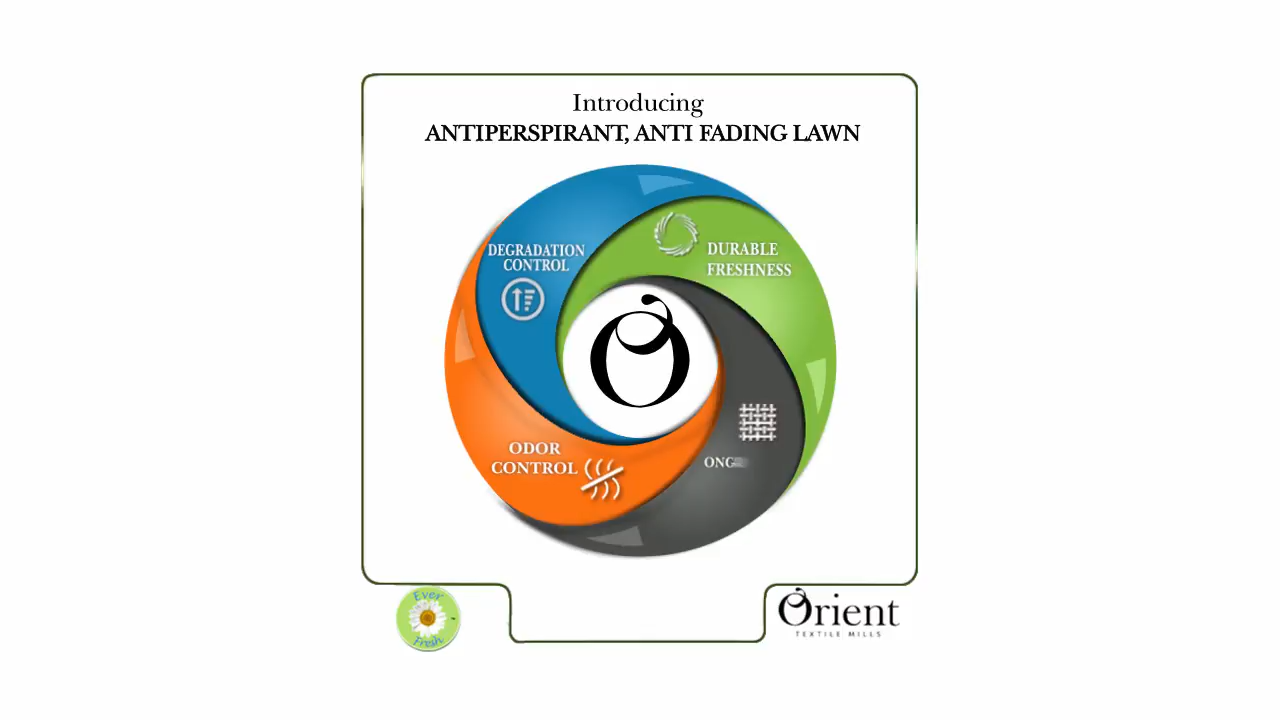 Introducing
ANTIPERSPIRANT, ANTI FADING LAWN
DEGRADATION
CONTROL
DURABLE
FRESHNESS
ODOR
CONTROL
Ever
Fresh
Orient
TEXTILE MILLS